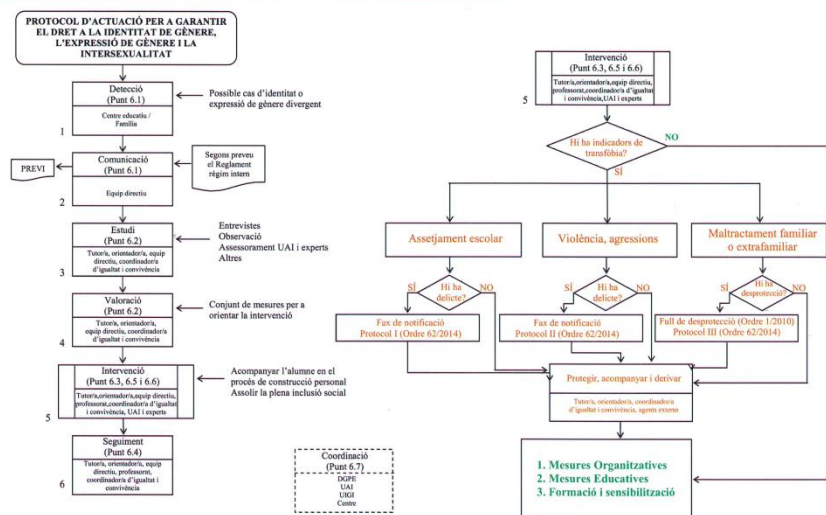 PROTOCOL D'ACTUACIÓ PER A GARANTIR
EL DRET A LA IDENTITAT DE GÈNERE,
L'EXPRESSIÓ DE GÈNERE I LA
INTERSEXUALITAT
Detecció
(Punt 6.1)
Centre educatiu /
Família
1
Possible cas d'identitat o
expressió de gènere divergent
PREVI
Comunicació
(Punt 6.1)
Equip directiu
2
Segons preveu
el Reglament
règim intern
Estudi
(Punt 6.2)
Tutor/a, orientador/a, equip
directiu, coordinador/a
d'igualtat i convivència
3
Entrevistes
Observació
Assessorament UAI i experts
Altres
Valoració
(Punt 6.2)
Tutor/a, orientador/a,
equip directiu, coordinador/a
d'igualtat i convivència
4
Conjunt de mesures per a
orientar la intervenció
Intervenció
(Punt 6.3, 6.5 i 6.6)
Tutor/a,orientador/a,equip directiu,
professorat,coordinador/a d'igualtat
i convivència, UAI i experts
5
Acompanyar l'alumne en el
procés de construcció personal
Assolir la plena inclusió social
Seguiment
(Punt 6.4)
Tutor/a, orientador/a, equip
directiu, professorat,
coordinador/a d'igualtat i
convivència
6
Coordinació
(Punt 6.7)
DGPE
UAI
UIGI
Centre
Intervenció
(Punt 6.3, 6.5 i 6.6)
Tutor/a,orientador/a,equip directiu,
professorat,coordinador/a d'igualtat
i convivència,UAI i experts
5
Hi ha indicadors de
transfòbia?
NO
SÍ
Assetjament escolar
Violència, agressions
Maltractament familiar
o extrafamiliar
SÍ
Hi ha
delicte?
NO
SÍ
Hi ha
delicte?
NO
SÍ
Hi ha
desprotecció?
NO
Fax de notificació
Protocol I (Ordre 62/2014)
Fax de notificació
Protocol II (Ordre 62/2014)
Full de desprotecció (Ordre 1/2010)
Protocol III (Ordre 62/2014)
Protegir, acompanyar i derivar
Tutor/a, orientador/a, coordinador/a
d'igualtat i convivència, agents externs
1. Mesures Organitzatives
2. Mesures Educatives
3. Formació i sensibilització